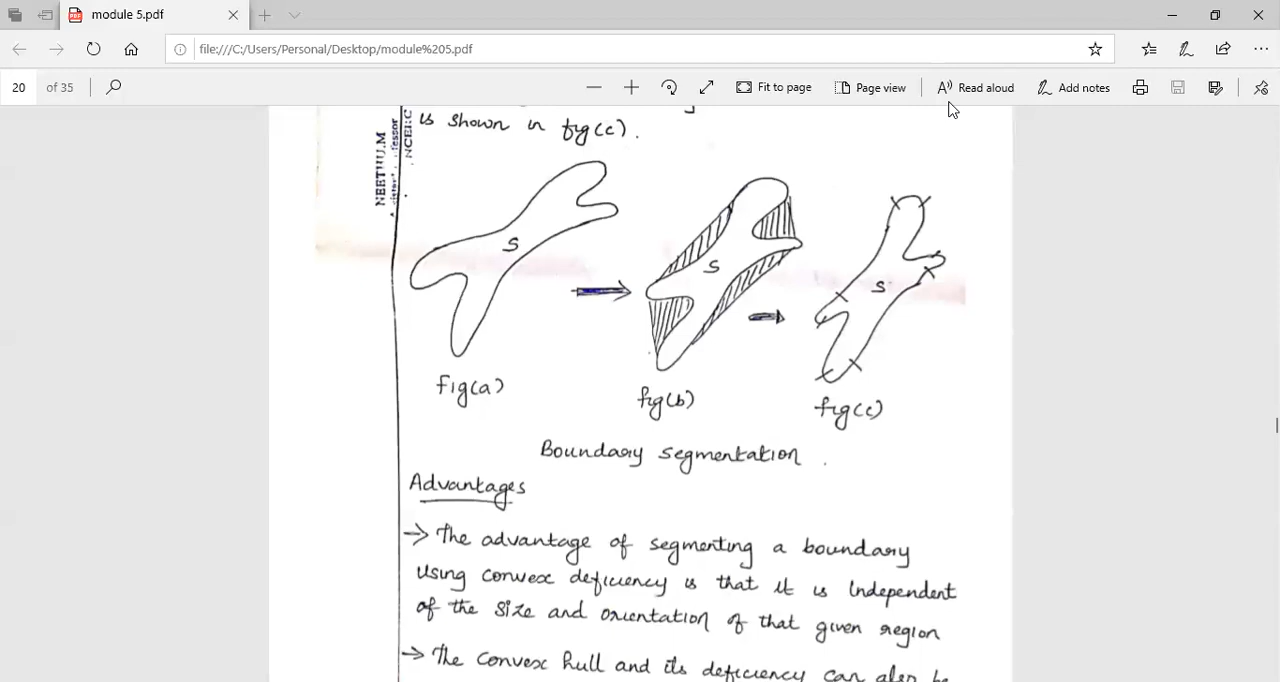 module 5.pdf
file:///C:/Users/Personal/Desktop/module%205.pdf
20 of 35
Fit to page
Page view
Read aloud
Add notes
NEETHU.M
NCERC
is shown in fig(c).
S
S
S
fig(a)
fig(b)
fig(c)
Boundary segmentation.
Advantages
→ The advantage of segmenting a boundary
using convex deficiency is that it is Independent
of the size and orientation of that given region
→ The convex hull and its deficiency can also be